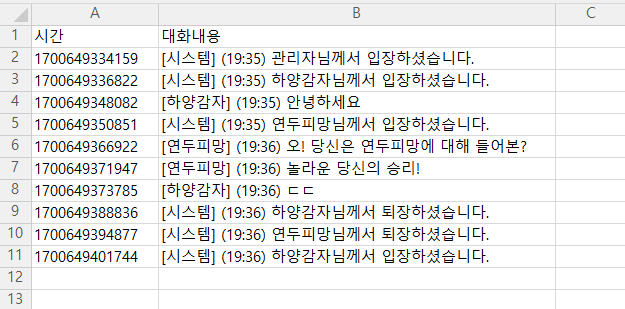 A B C
1 시간 대화내용
2 1700649334159 [시스템] (19:35) 관리자님께서 입장하셨습니다.
3 1700649336822 [시스템] (19:35) 하양감자님께서 입장하셨습니다.
4 1700649348082 [하양감자] (19:35) 안녕하세요
5 1700649350851 [시스템] (19:35) 연두피망님께서 입장하셨습니다.
6 1700649366922 [연두피망] (19:36) 오! 당신은 연두피망에 대해 들어본?
7 1700649371947 [연두피망] (19:36) 놀라운 당신의 승리!
8 1700649373785 [하양감자] (19:36) ㄷㄷ
9 1700649388836 [시스템] (19:36) 하양감자님께서 퇴장하셨습니다.
10 1700649394877 [시스템] (19:36) 연두피망님께서 퇴장하셨습니다.
11 1700649401744 [시스템] (19:36) 하양감자님께서 입장하셨습니다.
12
13